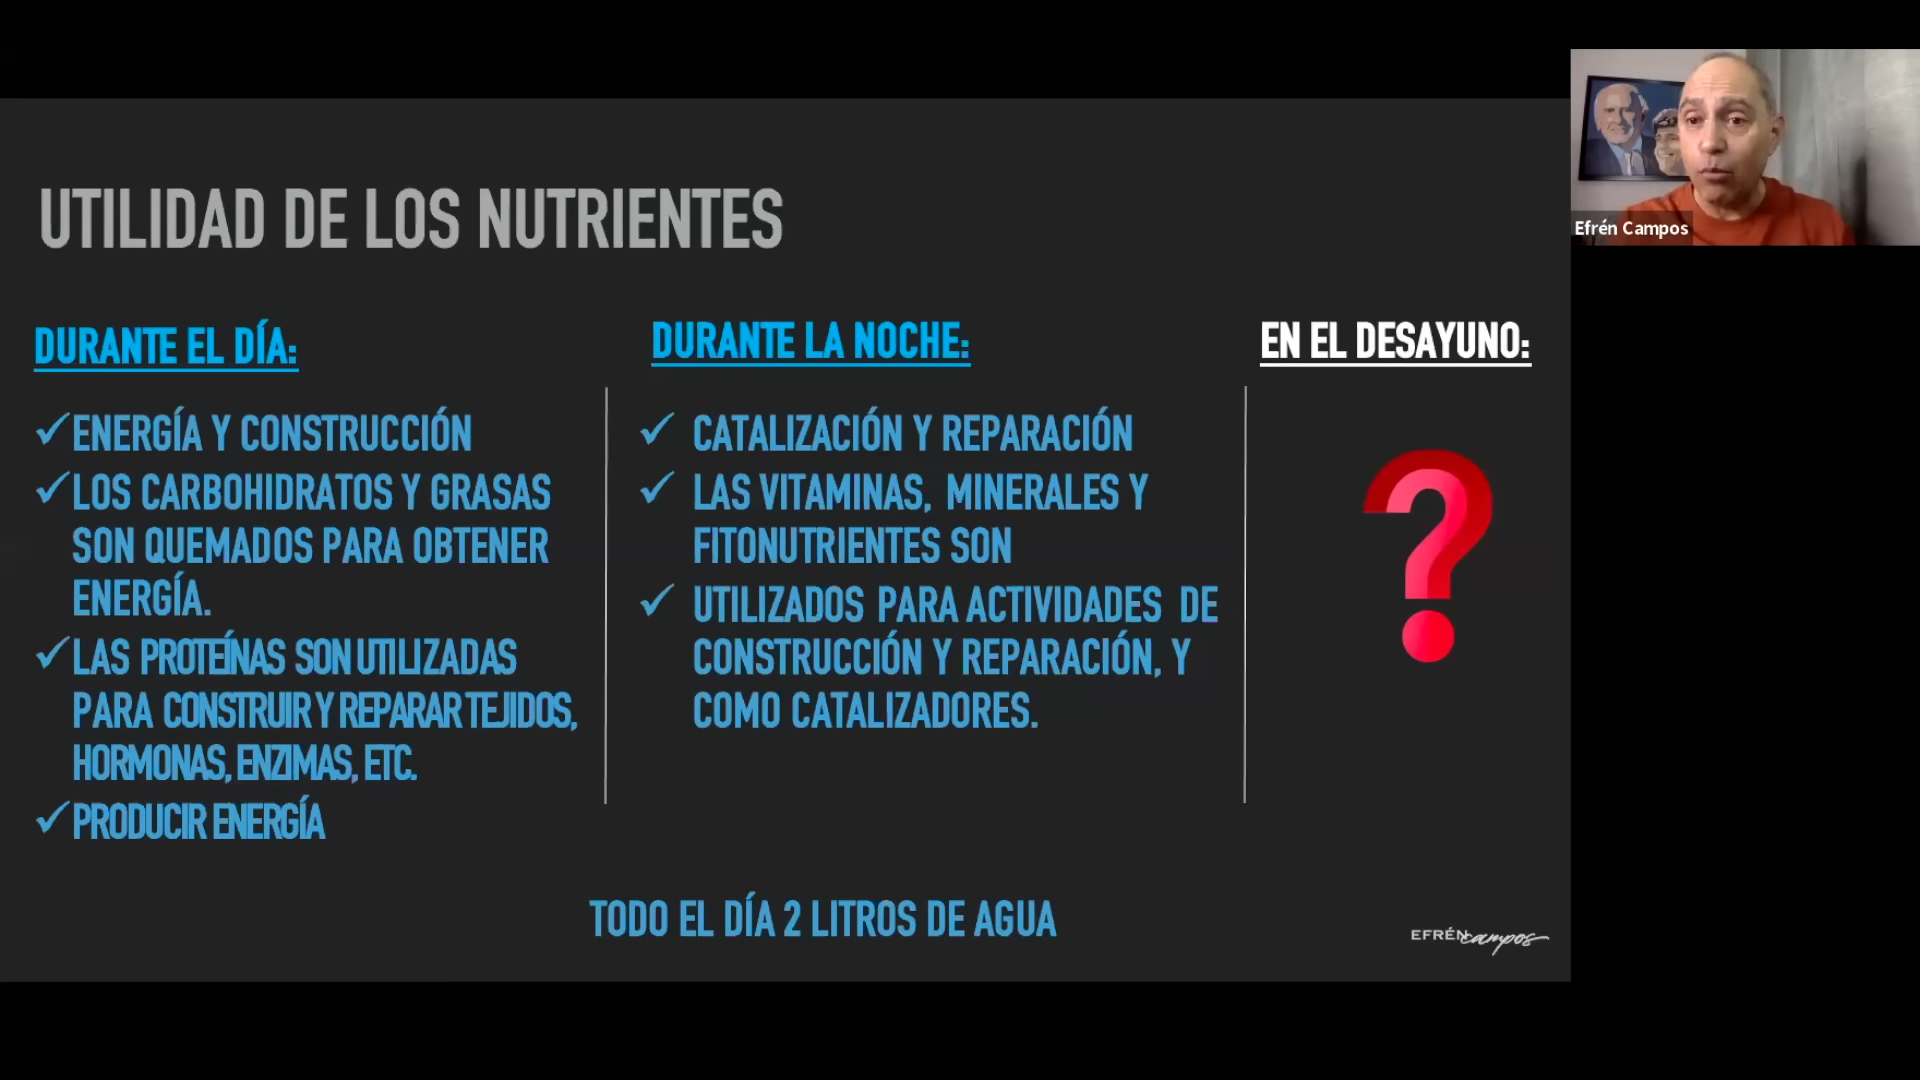 UTILIDAD DE LOS NUTRIENTES
DURANTE EL DÍA:
ENERGÍA Y CONSTRUCCIÓN
LOS CARBOHIDRATOS Y GRASAS
SON QUEMADOS PARA OBTENER
ENERGÍA.
LAS PROTEÍNAS SON UTILIZADAS
PARA CONSTRUIR Y REPARAR TEJIDOS,
HORMONAS, ENZIMAS, ETC.
PRODUCIR ENERGÍA
DURANTE LA NOCHE:
CATALIZACIÓN Y REPARACIÓN
LAS VITAMINAS, MINERALES Y
FITONUTRIENTES SON
UTILIZADOS PARA ACTIVIDADES DE
CONSTRUCCIÓN Y REPARACIÓN, Y
COMO CATALIZADORES.
EN EL DESAYUNO:
?
TODO EL DÍA 2 LITROS DE AGUA
EFRÉN campos
Efrén Campos